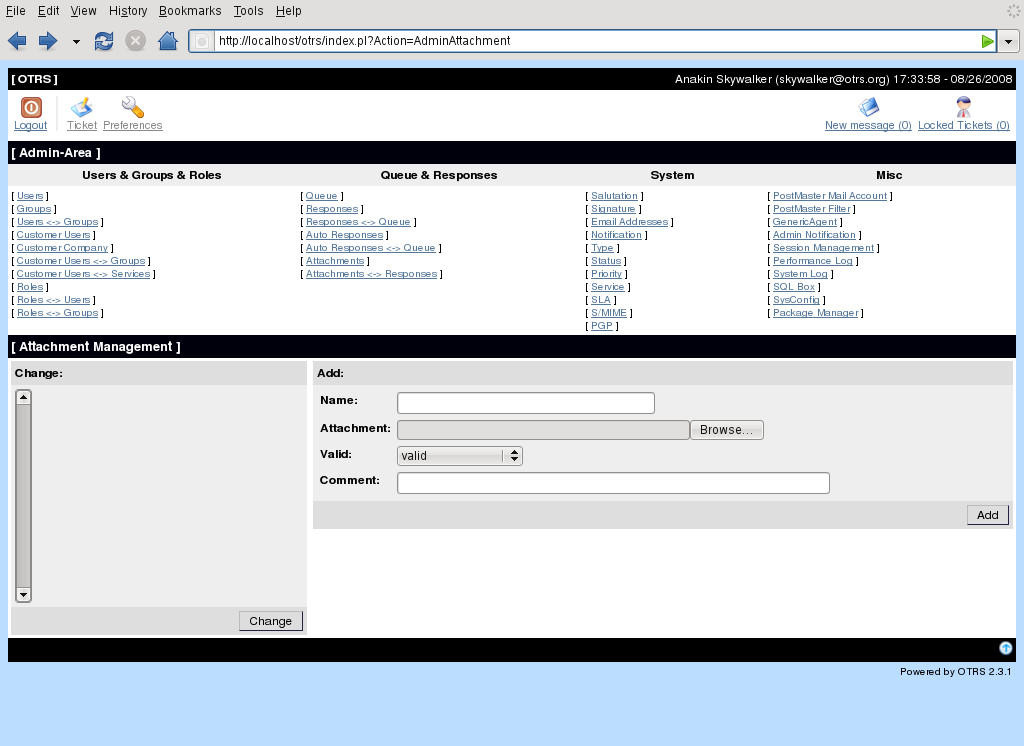 File Edit View History Bookmarks Tools Help
http://localhost/otrs/index.pl?Action=AdminAttachment
[ OTRS ]
Anakin Skywalker (skywalker@otrs.org) 17:33:58 - 08/26/2008
Logout Ticket Preferences
New message (0) Locked Tickets (0)
[ Admin-Area ]
Users & Groups & Roles
[ Users ]
[ Groups ]
[ Users <-> Groups ]
[ Customer Users ]
[ Customer Company ]
[ Customer Users <-> Groups ]
[ Customer Users <-> Services ]
[ Roles ]
[ Roles <-> Users ]
[ Roles <-> Groups ]
Queue & Responses
[ Queue ]
[ Responses ]
[ Responses <-> Queue ]
[ Auto Responses ]
[ Auto Responses <-> Queue ]
[ Attachments ]
[ Attachments <-> Responses ]
System
[ Salutation ]
[ Signature ]
[ Email Addresses ]
[ Notification ]
[ Type ]
[ Status ]
[ Priority ]
[ Service ]
[ SLA ]
[ S/MIME ]
[ PGP ]
Misc
[ PostMaster Mail Account ]
[ PostMaster Filter ]
[ GenericAgent ]
[ Admin Notification ]
[ Session Management ]
[ Performance Log ]
[ System Log ]
[ SQL Box ]
[ SysConfig ]
[ Package Manager ]
[ Attachment Management ]
Change:
Change
Add:
Name:
Attachment: Browse...
Valid: valid
Comment:
Add
Powered by OTRS 2.3.1